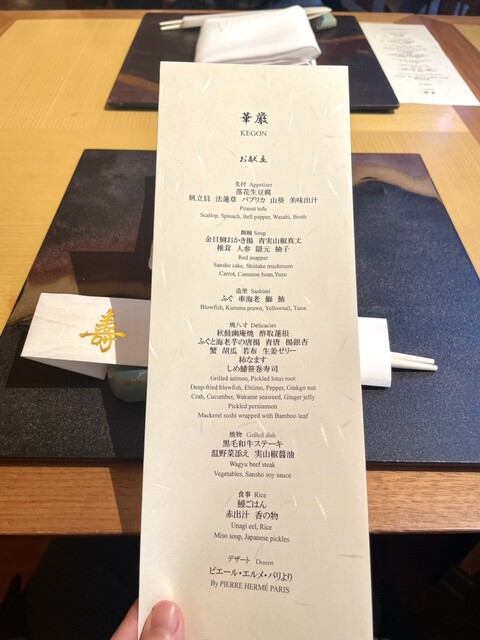 華厳
KEGON
お献立
先付 Appetizer
落花生豆腐
帆立貝 法蓮草 パプリカ 山葵 美味出汁
Peanut tofu
Scallop, Spinach, Bell pepper, Wasabi, Broth
御椀 Soup
金目鯛おかき揚 青実山椒真丈
椎茸 人参 隠元 柚子
Red snapper
Sansho cake, Shiitake mushroom
Carrot, Common bean, Yuzu
造里 Sashimi
ふぐ 車海老 鰤 鮪
Blowfish, Kuruma prawn, Yellowtail, Tuna
焼八寸 Delicacies
秋鮭幽庵焼 酢取蓮根
ふぐと海老芋の唐揚 青唐 揚銀杏
蟹 胡瓜 若布 生姜ゼリー
柿なます
しめ鯖笹巻寿司
Grilled salmon, Pickled lotus root
Deep-fried blowfish, Ebiimo, Pepper, Ginkgo nut
Crab, Cucumber, Wakame seaweed, Ginger jelly
Pickled persimmon
Mackerel sushi wrapped with Bamboo leaf
焼物 Grilled dish
黒毛和牛ステーキ
温野菜添え 実山椒醤油
Wagyu beef steak
Vegetables, Sansho soy sauce
食事 Rice
鰻ごはん
赤出汁 香の物
Unagi eel, Rice
Miso soup, Japanese pickles
デザート Dessert
ピエール・エルメ・パリより
By PIERRE HERMÉ PARIS
寿